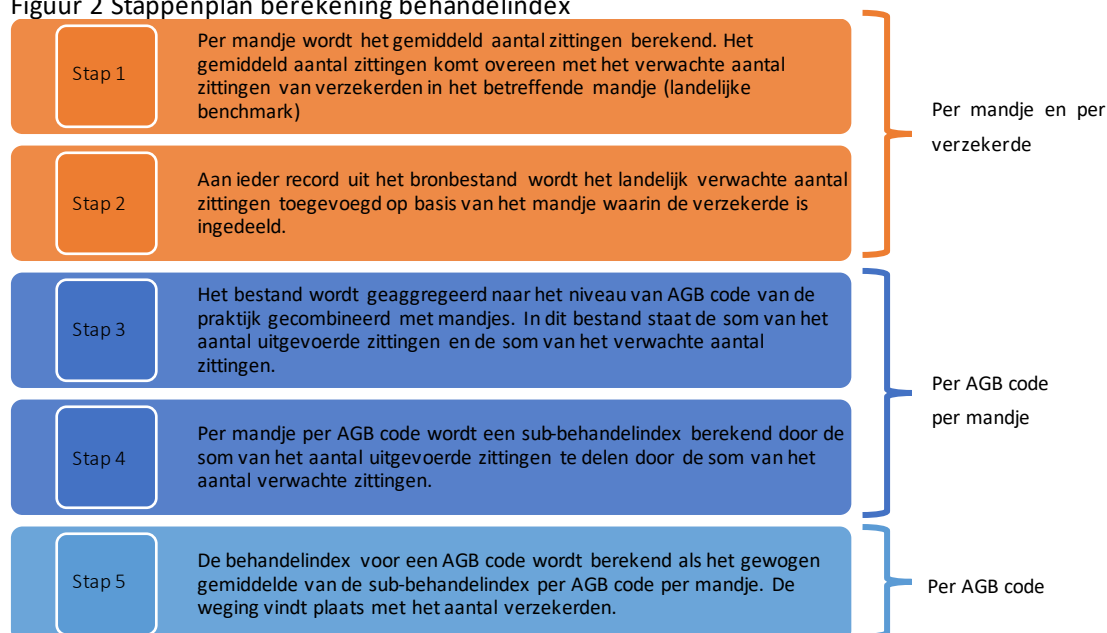 Figuur 2 Stappenplan berekening behandelindex
Stap 1
Per mandje wordt het gemiddeld aantal zittingen berekend. Het
gemiddeld aantal zittingen komt overeen met het verwachte aantal
zittingen van verzekerden in het betreffende mandje (landelijke
benchmark)
Per mandje en per
verzekerde
Stap 2
Aan ieder record uit het bronbestand wordt het landelijk verwachte aantal
zittingen toegevoegd op basis van het mandje waarin de verzekerde is
ingedeeld.
Stap 3
Het bestand wordt geaggregeerd naar het niveau van AGB code van de
praktijk gecombineerd met mandjes. In dit bestand staat de som van het
aantal uitgevoerde zittingen en de som van het verwachte aantal
zittingen.
Per AGB code
per mandje
Stap 4
Per mandje per AGB code wordt een sub-behandelindex berekend door de
som van het aantal uitgevoerde zittingen te delen door de som van het
aantal verwachte zittingen.
Stap 5
De behandelindex voor een AGB code wordt berekend als het gewogen
gemiddelde van de sub-behandelindex per AGB code per mandje. De
weging vindt plaats met het aantal verzekerden.
Per AGB code